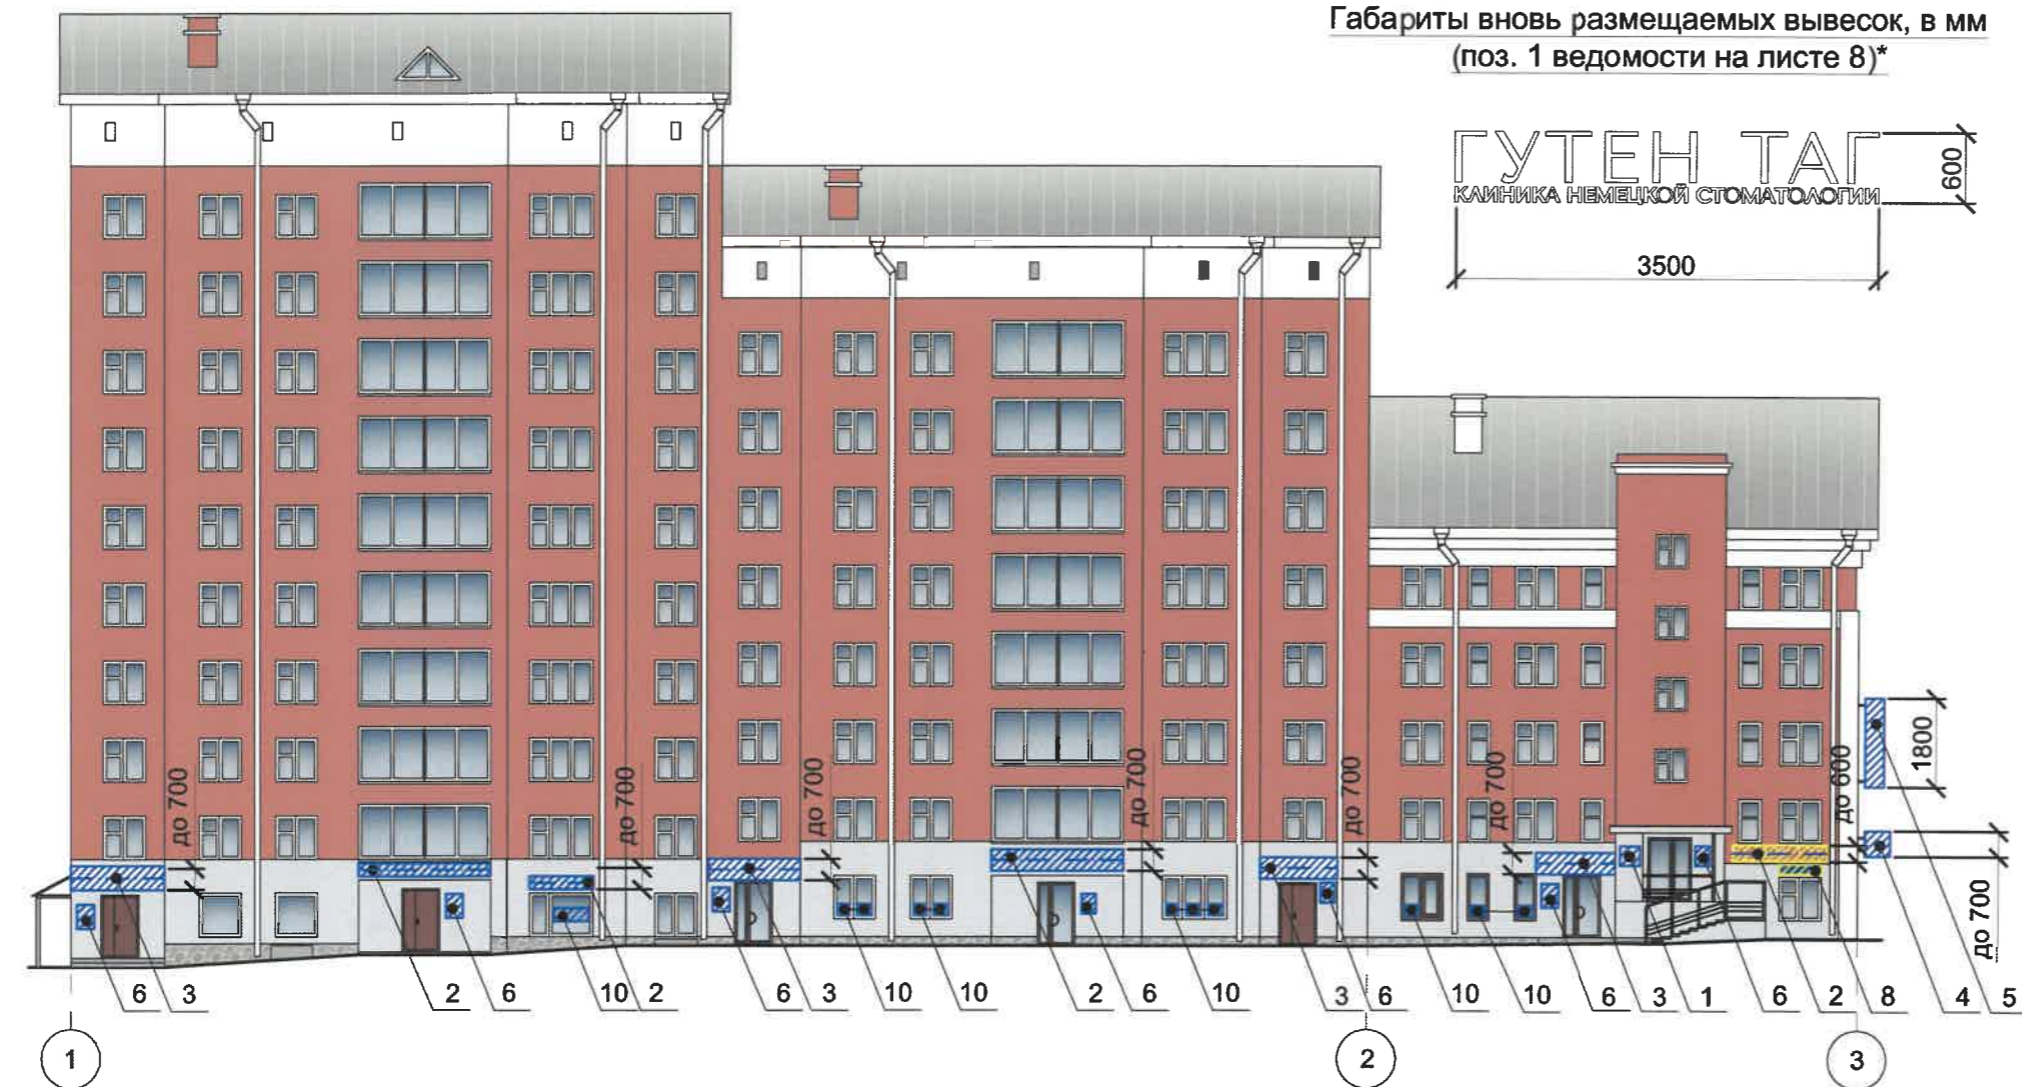 Габариты вновь размещаемых вывесок, в мм
(поз. 1 ведомости на листе 8)*
ГУТЕН ТАГ
КЛИНИКА НЕМЕЦКОЙ СТОМАТОЛОГИИ
600
3500
до 700
до 700
до 700
до 700
до 700
до 700
до 600
1800
до 700
6 3 2 6 10 2 6 3 10 10 2 6 10 3 6 10 10 6 3 1 6 2 8 4 5
1 2 3